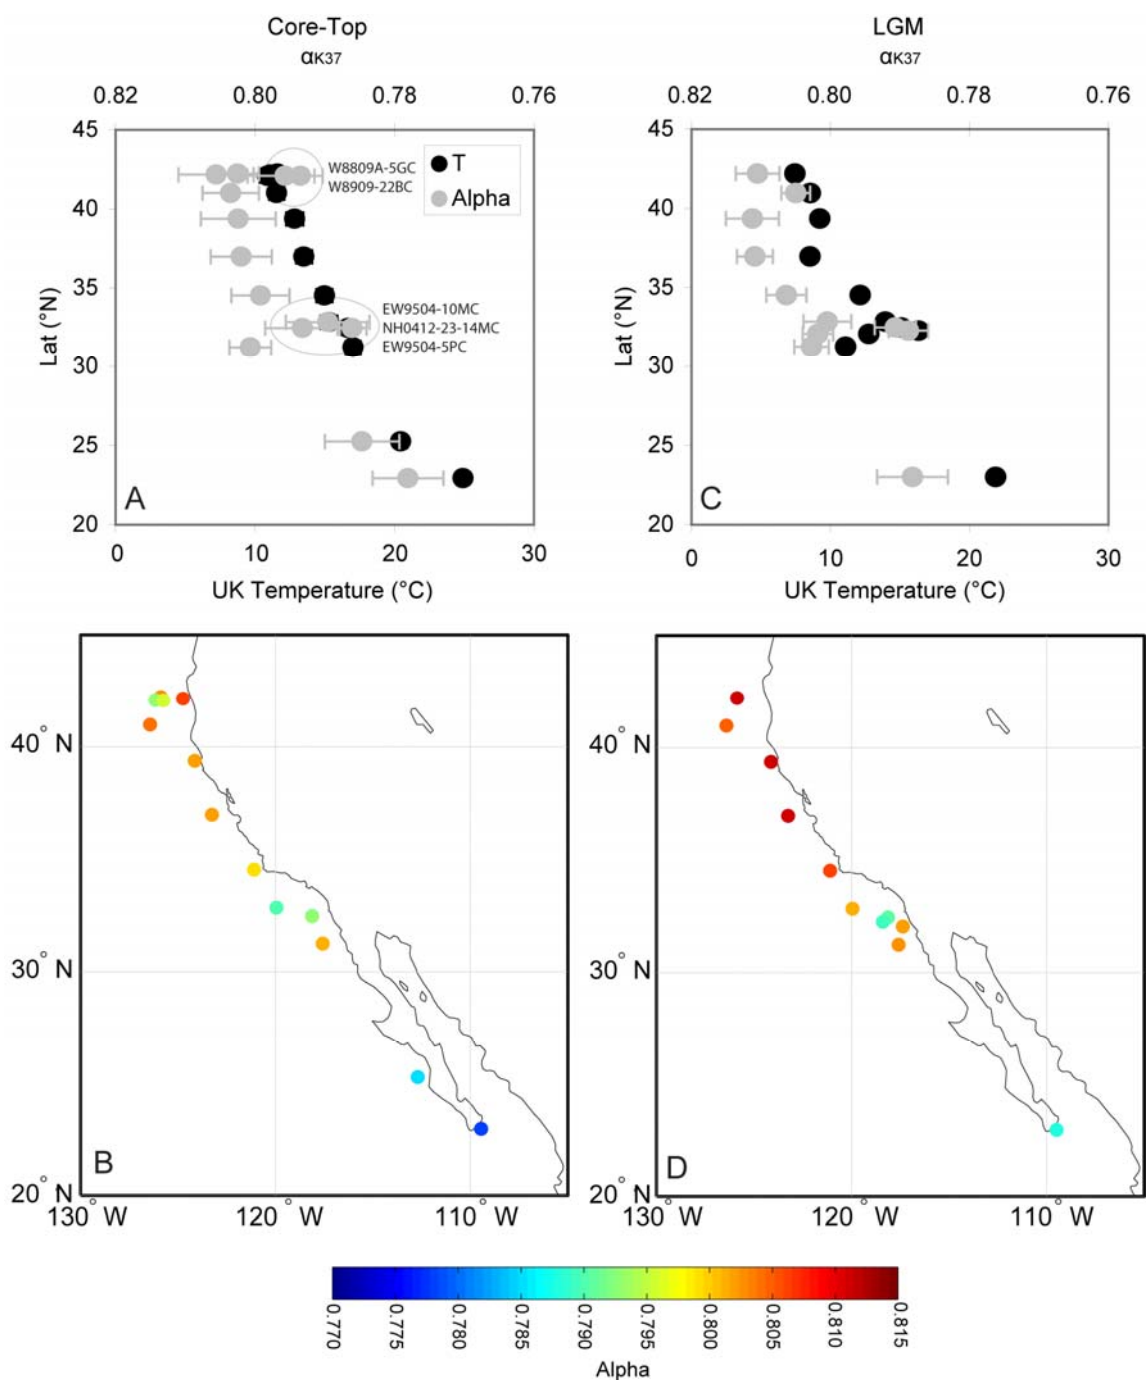 Core-Top
αK37
0.82 0.80 0.78 0.76
45
40
35
30
25
20
Lat (°N)
T
Alpha
W8809A-5GC
W8909-22BC
EW9504-10MC
NH0412-23-14MC
EW9504-5PC
A
0 10 20 30
UK Temperature (°C)
LGM
αK37
0.82 0.80 0.78 0.76
45
40
35
30
25
20
Lat (°N)
C
0 10 20 30
UK Temperature (°C)
40° N
30° N
20° N
B
130° W 120° W 110° W
40° N
30° N
20° N
D
130° W 120° W 110° W
0.770 0.775 0.780 0.785 0.790 0.795 0.800 0.805 0.810 0.815
Alpha